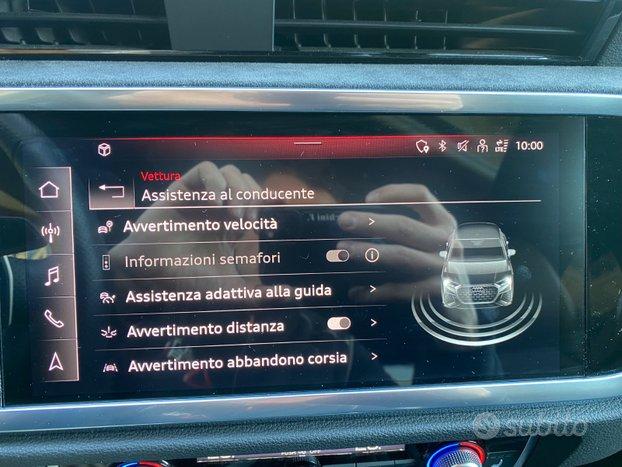 10:00
Vettura
Assistenza al conducente
Avvertimento velocità
Informazioni semafori
Assistenza adattiva alla guida
Avvertimento distanza
Avvertimento abbandono corsia
subito